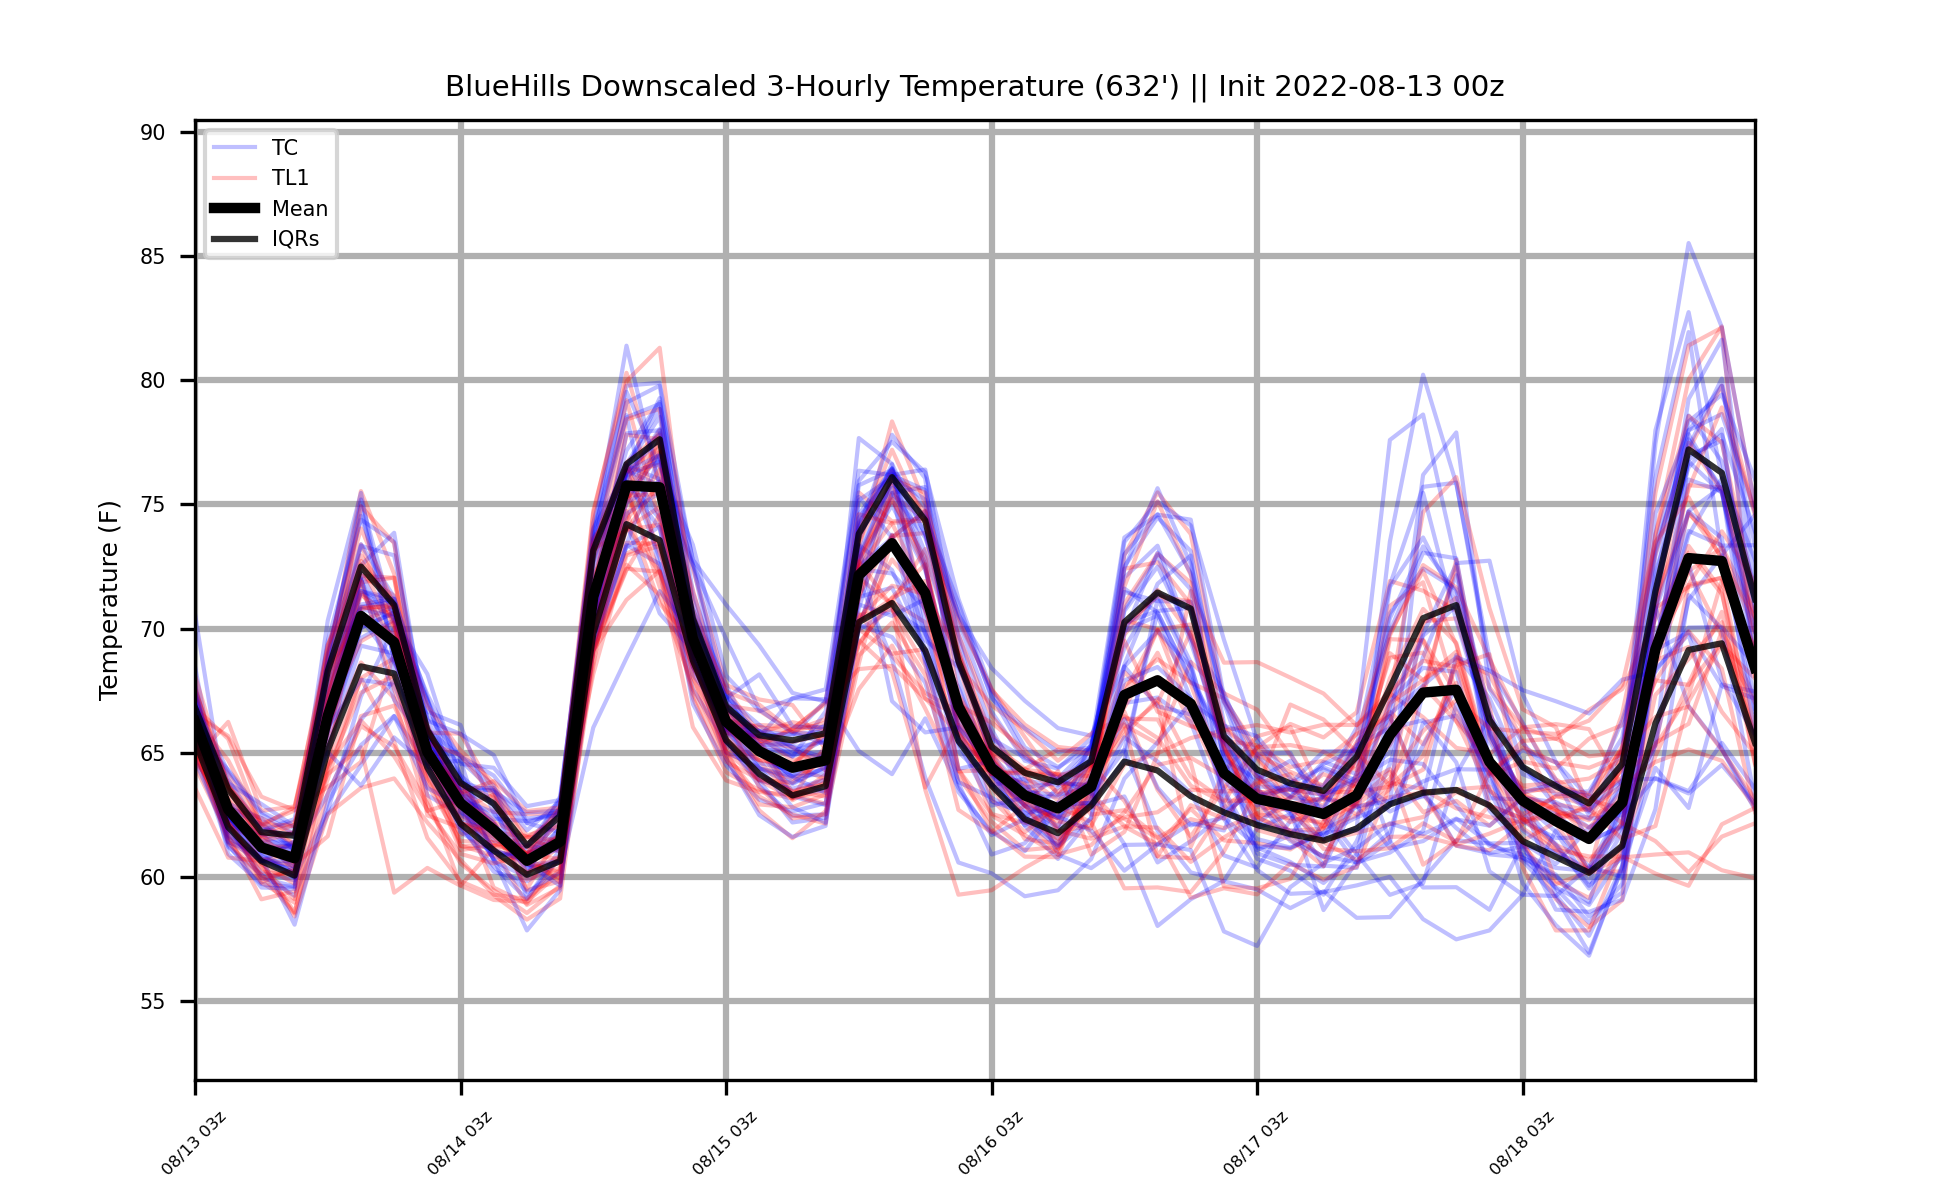 BlueHills Downscaled 3-Hourly Temperature (632') || Init 2022-08-13 00z
TC
TL1
Mean
IQRs
Temperature (F)
90
85
80
75
70
65
60
55
08/13 03z
08/14 03z
08/15 03z
08/16 03z
08/17 03z
08/18 03z